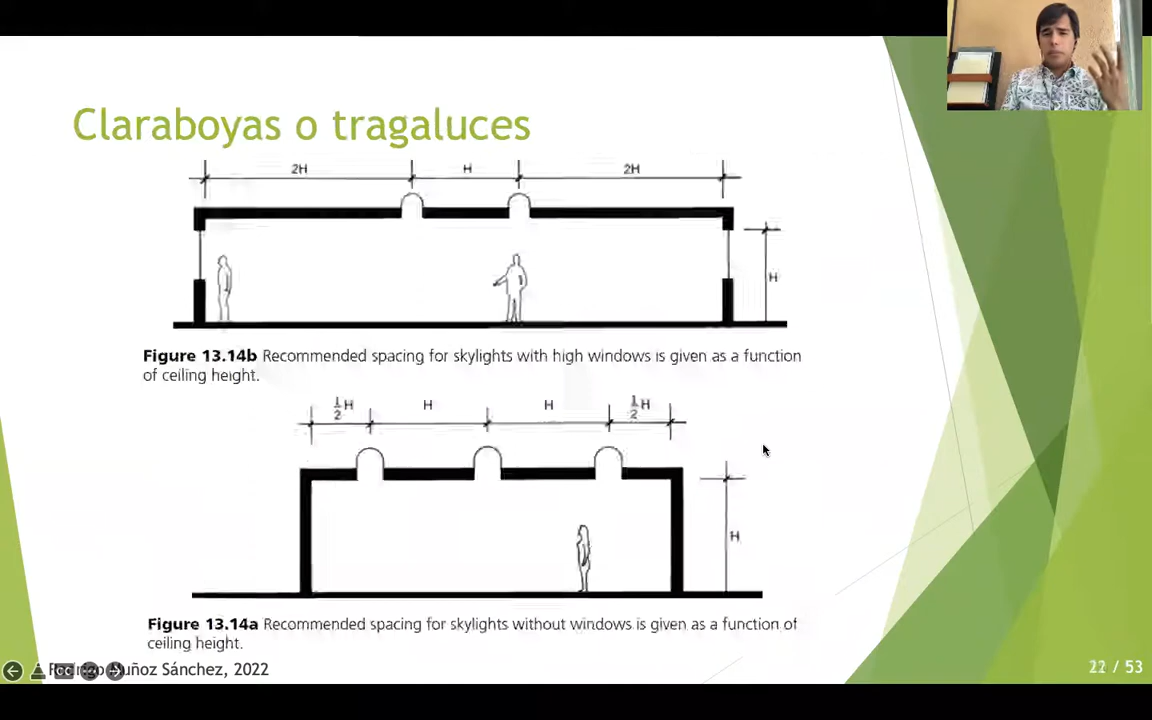 Claraboyas o tragaluces
2H H 2H
H
Figure 13.14b Recommended spacing for skylights with high windows is given as a function
of ceiling height.
½H H H ½H
H
Figure 13.14a Recommended spacing for skylights without windows is given as a function of
ceiling height.
Rodrigo Muñoz Sánchez, 2022
22 / 53